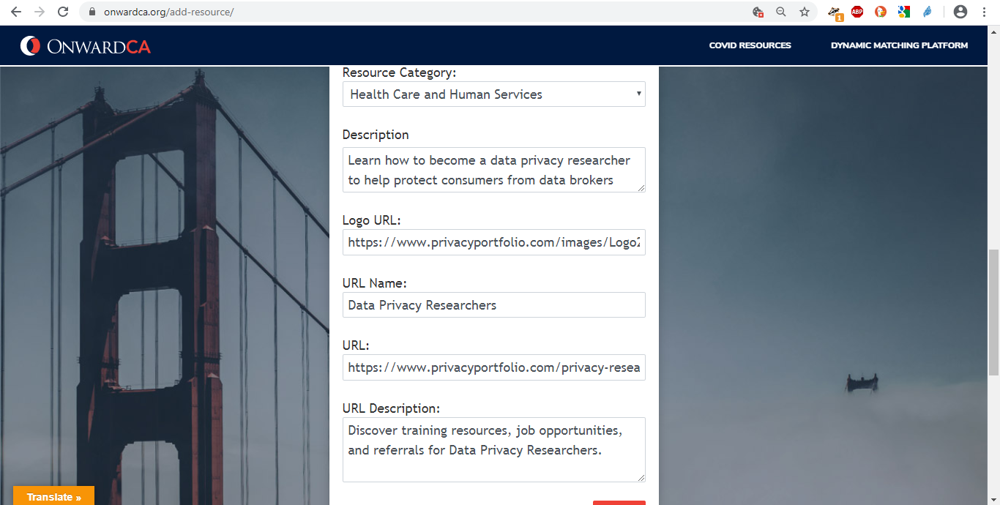 onwardca.org/add-resource/
1
ABP
ONWARDCA
COVID RESOURCES
DYNAMIC MATCHING PLATFORM
Resource Category:
Health Care and Human Services
Description
Learn how to become a data privacy researcher
to help protect consumers from data brokers
Logo URL:
https://www.privacyportfolio.com/images/Logo2
URL Name:
Data Privacy Researchers
URL:
https://www.privacyportfolio.com/privacy-resea
URL Description:
Discover training resources, job opportunities,
and referrals for Data Privacy Researchers.
Translate »